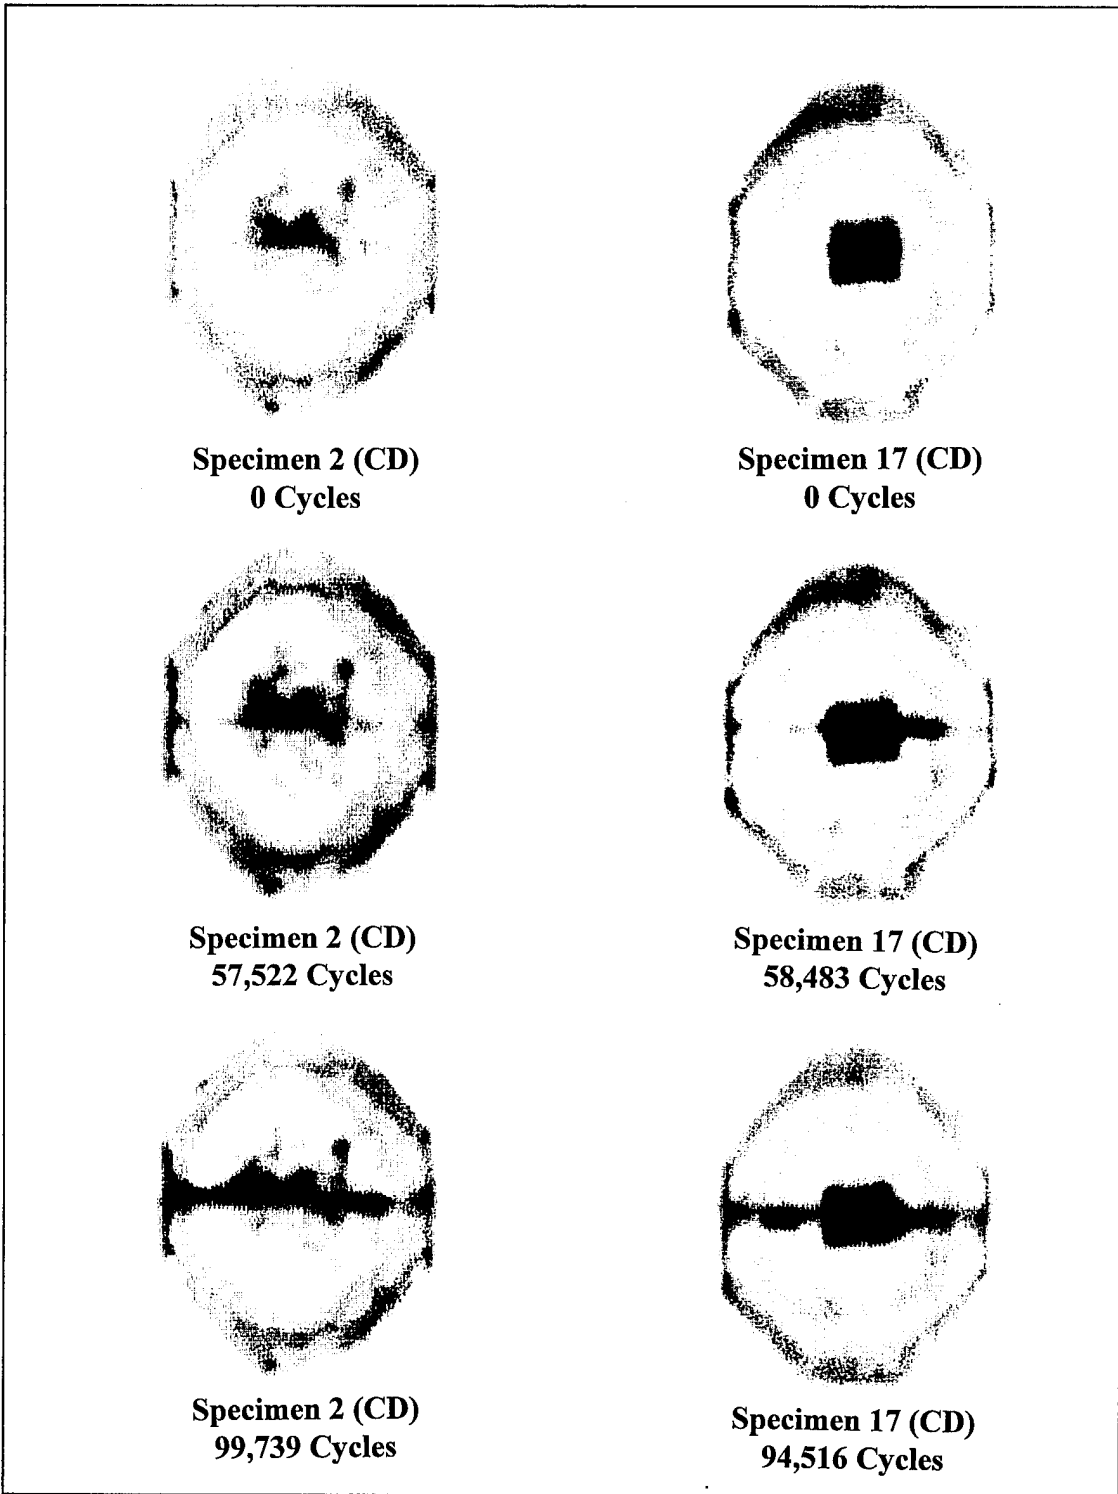 Specimen 2 (CD)
0 Cycles
Specimen 17 (CD)
0 Cycles
Specimen 2 (CD)
57,522 Cycles
Specimen 17 (CD)
58,483 Cycles
Specimen 2 (CD)
99,739 Cycles
Specimen 17 (CD)
94,516 Cycles